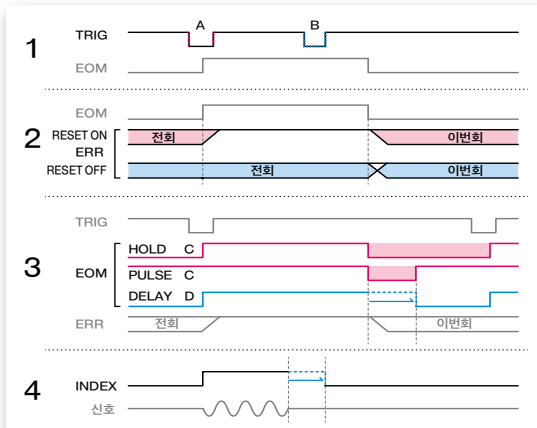 1
TRIG
A
B
EOM
2
EOM
RESET ON
ERR
RESET OFF
전회
이번회
전회
이번회
3
TRIG
EOM
HOLD C
PULSE C
DELAY D
ERR
전회
이번회
4
INDEX
신호